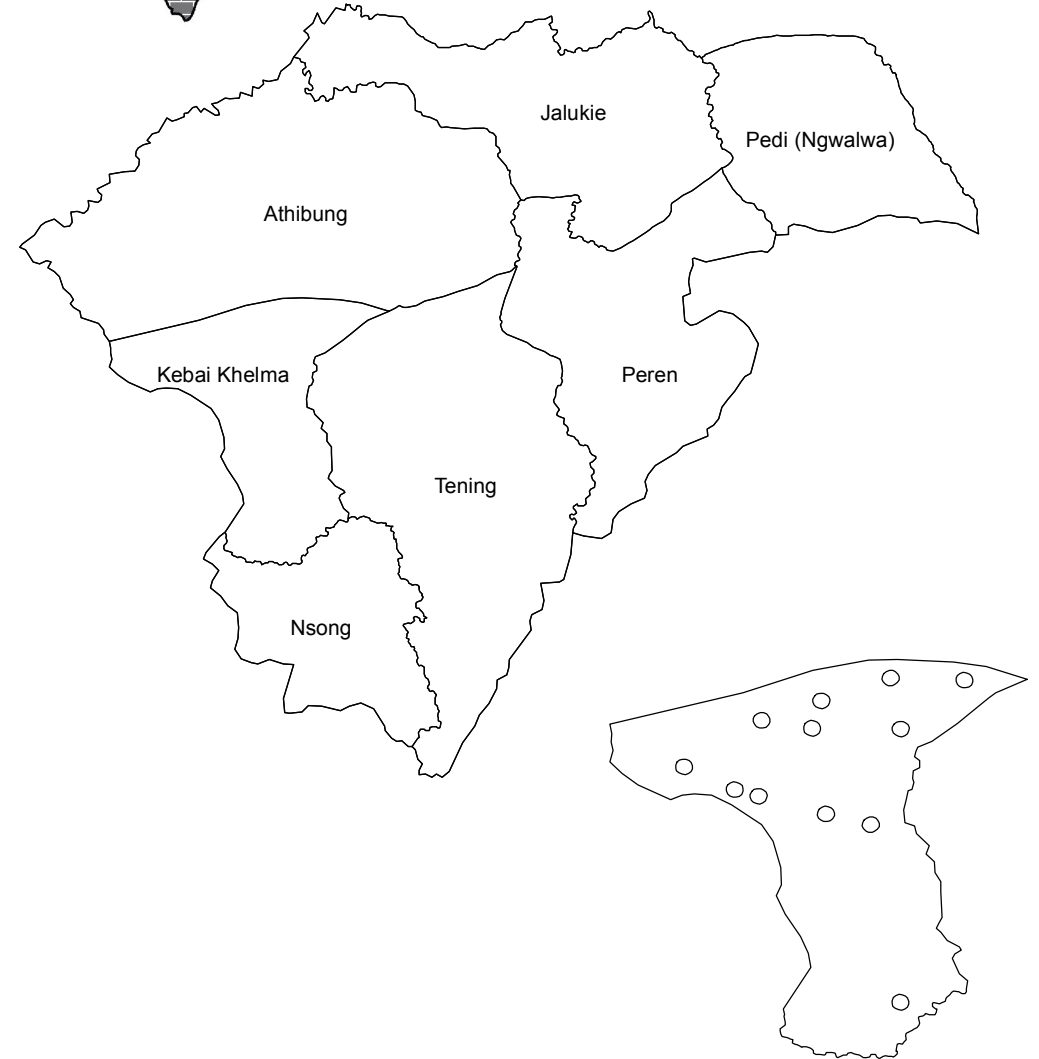 Jalukie
Pedi (Ngwalwa)
Athibung
Kebai Khelma
Peren
Tening
Nsong